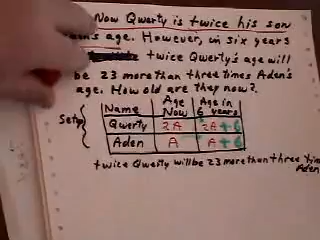 Now Qwerty is twice his son
's age. However, in six years
twice Qwerty's age will
be 23 more than three times Aden's
age. How old are they now?
Setup { Name Age Now Age in 6 years
Qwerty 2A 2A+6
Aden A A+6
twice Qwerty will be 23 more than three times
Aden